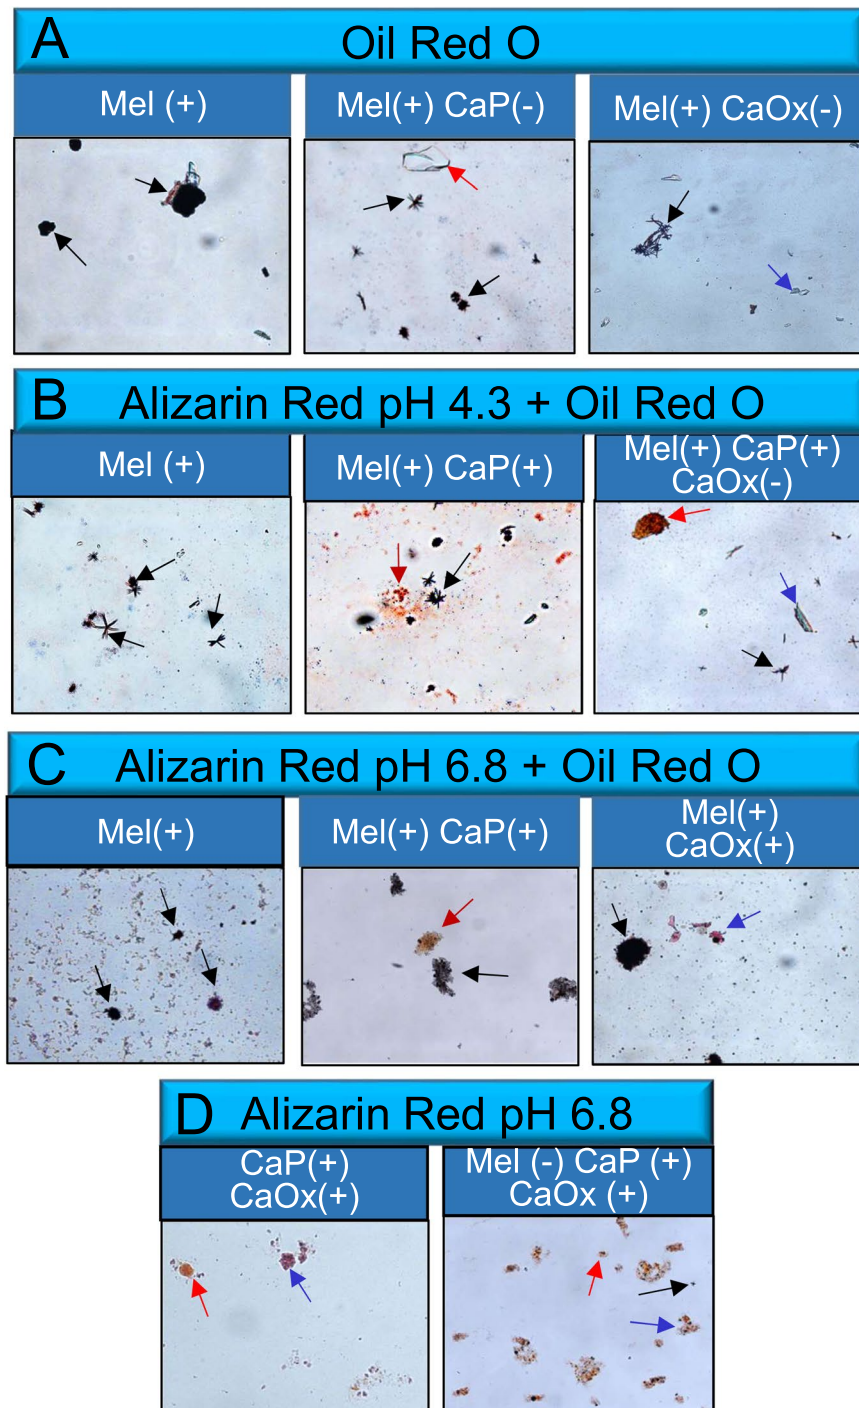 A Oil Red O
Mel (+)
Mel(+) CaP(-)
Mel(+) CaOx(-)
B Alizarin Red pH 4.3 + Oil Red O
Mel (+)
Mel(+) CaP(+)
Mel(+) CaP(+)
CaOx(-)
C Alizarin Red pH 6.8 + Oil Red O
Mel(+)
Mel(+) CaP(+)
Mel(+)
CaOx(+)
D Alizarin Red pH 6.8
CaP(+)
CaOx(+)
Mel (-) CaP (+)
CaOx (+)